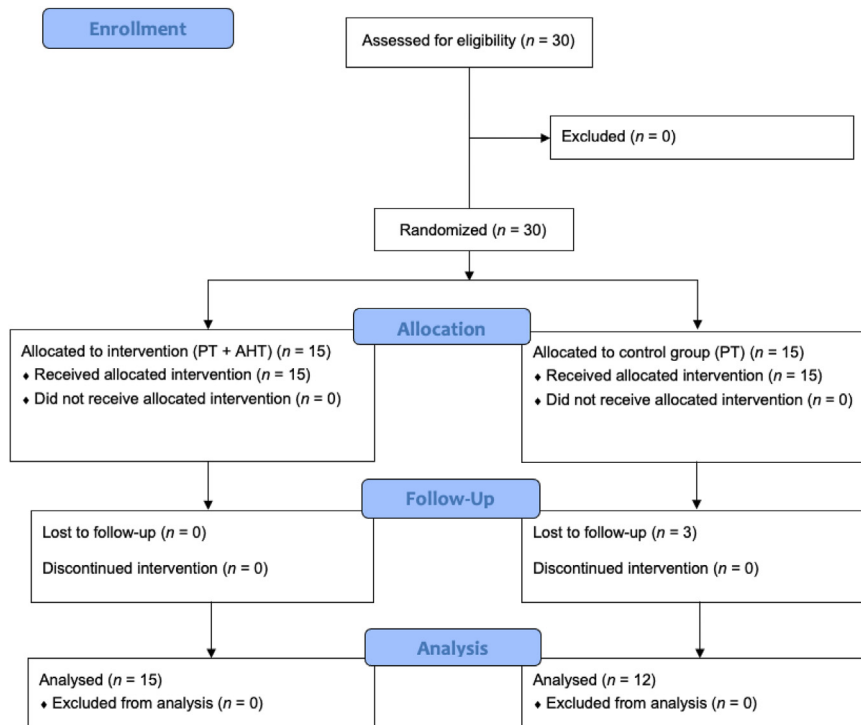 Enrollment
Assessed for eligibility (n = 30)
Excluded (n = 0)
Randomized (n = 30)
Allocation
Allocated to intervention (PT + AHT) (n = 15)
♦ Received allocated intervention (n = 15)
♦ Did not receive allocated intervention (n = 0)
Allocated to control group (PT) (n = 15)
♦ Received allocated intervention (n = 15)
♦ Did not receive allocated intervention (n = 0)
Follow-Up
Lost to follow-up (n = 0)
Discontinued intervention (n = 0)
Lost to follow-up (n = 3)
Discontinued intervention (n = 0)
Analysis
Analysed (n = 15)
♦ Excluded from analysis (n = 0)
Analysed (n = 12)
♦ Excluded from analysis (n = 0)